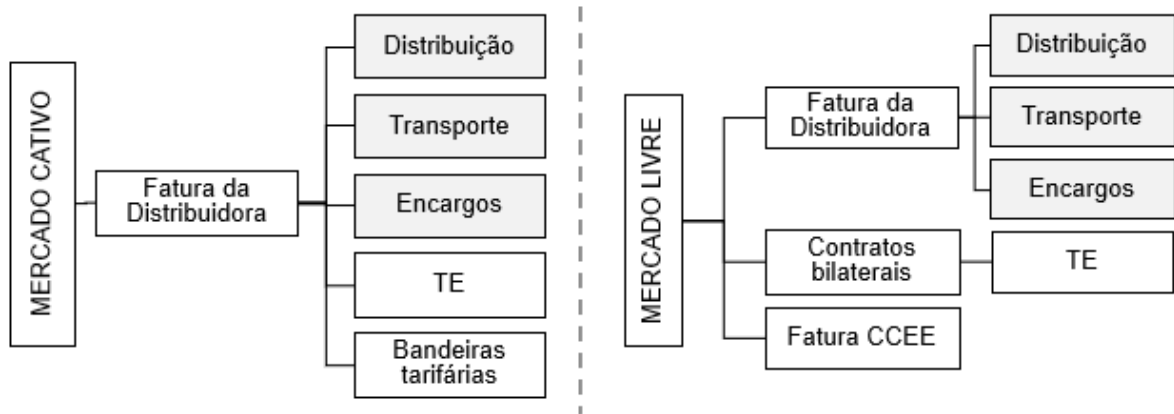 MERCADO CATIVO
Fatura da
Distribuidora
Distribuição
Transporte
Encargos
TE
Bandeiras
tarifárias
MERCADO LIVRE
Fatura da
Distribuidora
Distribuição
Transporte
Encargos
Contratos
bilaterais
TE
Fatura CCEE